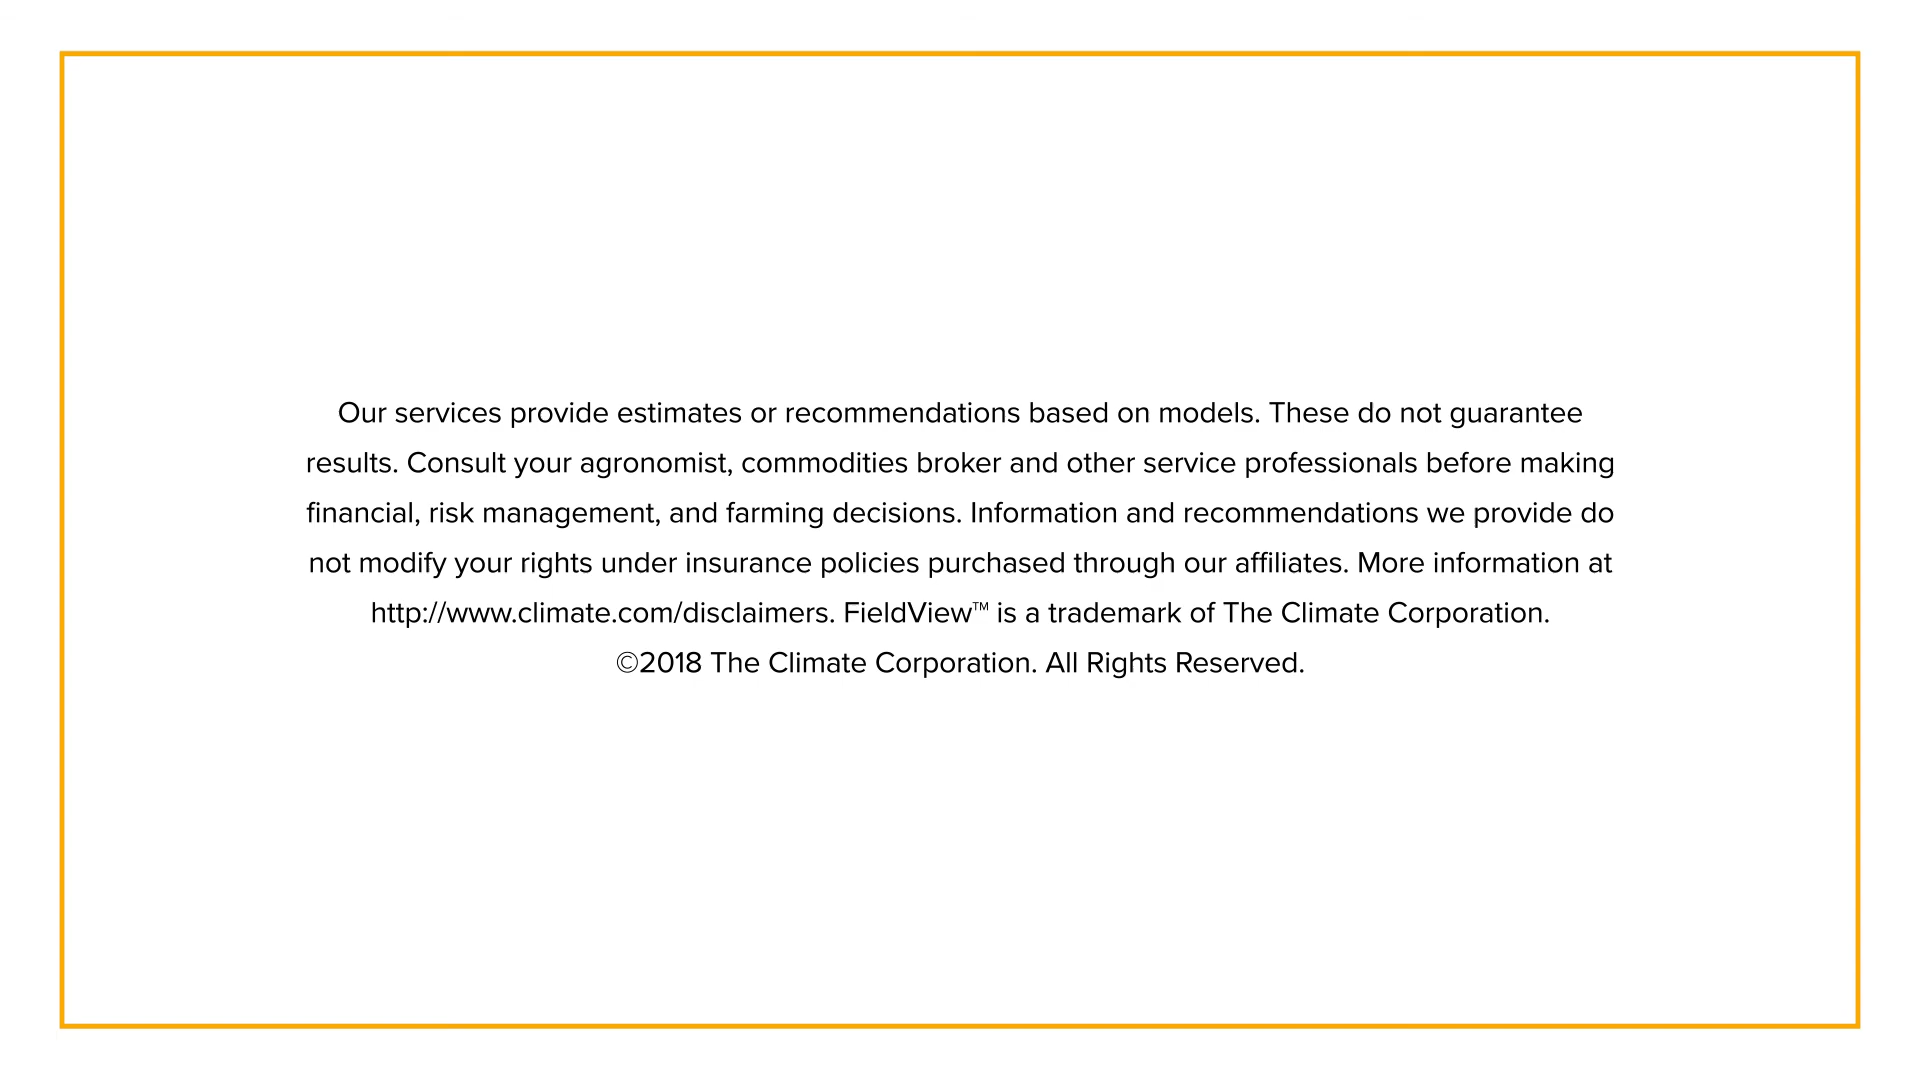 Our services provide estimates or recommendations based on models. These do not guarantee
results. Consult your agronomist, commodities broker and other service professionals before making
financial, risk management, and farming decisions. Information and recommendations we provide do
not modify your rights under insurance policies purchased through our affiliates. More information at
http://www.climate.com/disclaimers. FieldView™ is a trademark of The Climate Corporation.
©2018 The Climate Corporation. All Rights Reserved.